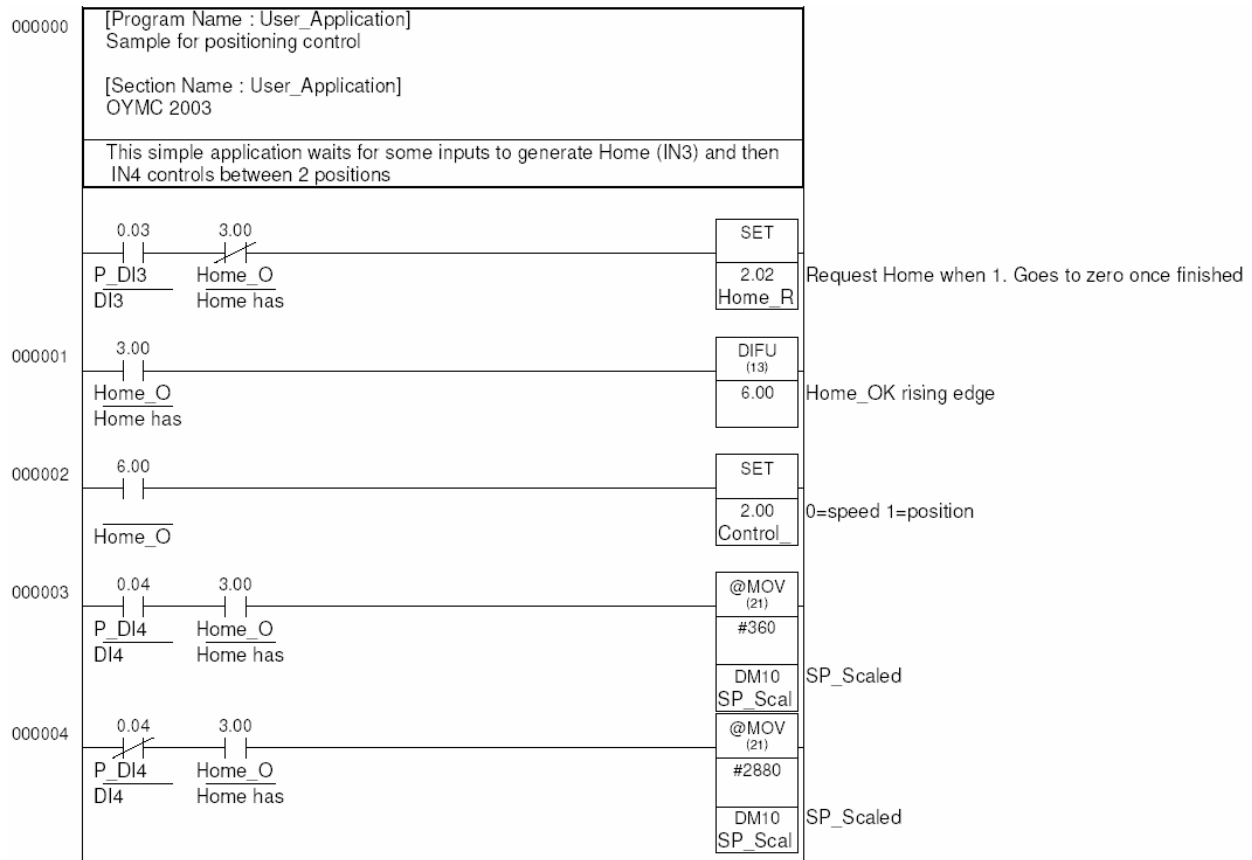 000000
[Program Name : User_Application]
Sample for positioning control
[Section Name : User_Application]
OYMC 2003
This simple application waits for some inputs to generate Home (IN3) and then
IN4 controls between 2 positions
0.03 3.00 SET
P_DI3 Home_O 2.02 Request Home when 1. Goes to zero once finished
DI3 Home has Home_R
000001 3.00 DIFU
(13)
Home_O 6.00 Home_OK rising edge
Home has
000002 6.00 SET
2.00 0=speed 1=position
Home_O Control_
000003 0.04 3.00 @MOV
(21)
P_DI4 Home_O #360
DI4 Home has
DM10 SP_Scaled
SP_Scal
000004 0.04 3.00 @MOV
(21)
P_DI4 Home_O #2880
DI4 Home has
DM10 SP_Scaled
SP_Scal